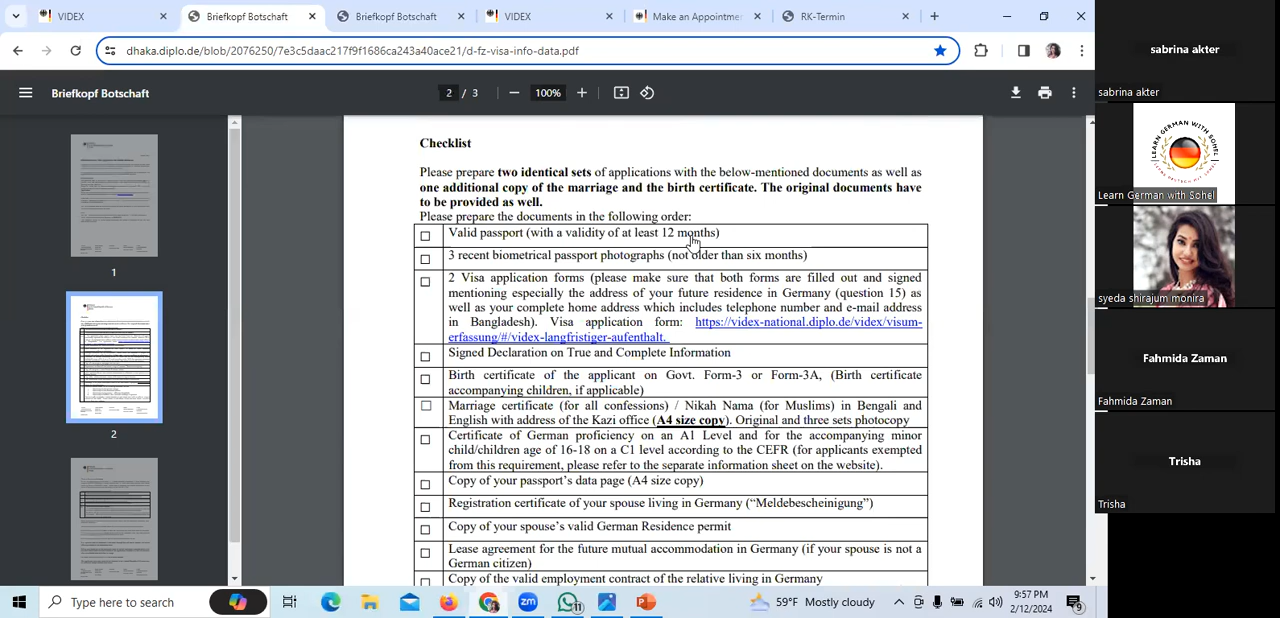 VIDEX
Briefkopf Botschaft
Briefkopf Botschaft
VIDEX
Make an Appointme
RK-Termin
dhaka.diplo.de/blob/2076250/7e3c5daac217f9f1686ca243a40ace21/d-fz-visa-info-data.pdf
Briefkopf Botschaft
2 / 3
100%
1
2
Checklist
Please prepare two identical sets of applications with the below-mentioned documents as well as
one additional copy of the marriage and the birth certificate. The original documents have
to be provided as well.
Please prepare the documents in the following order:
Valid passport (with a validity of at least 12 months)
3 recent biometrical passport photographs (not older than six months)
2 Visa application forms (please make sure that both forms are filled out and signed
mentioning especially the address of your future residence in Germany (question 15) as
well as your complete home address which includes telephone number and e-mail address
in Bangladesh). Visa application form: https://videx-national.diplo.de/videx/visum-
erfassung/#/videx-langfristiger-aufenthalt.
Signed Declaration on True and Complete Information
Birth certificate of the applicant on Govt. Form-3 or Form-3A, (Birth certificate
accompanying children, if applicable)
Marriage certificate (for all confessions) / Nikah Nama (for Muslims) in Bengali and
English with address of the Kazi office (A4 size copy). Original and three sets photocopy
Certificate of German proficiency on an A1 Level and for the accompanying minor
child/children age of 16-18 on a C1 level according to the CEFR (for applicants exempted
from this requirement, please refer to the separate information sheet on the website).
Copy of your passport's data page (A4 size copy)
Registration certificate of your spouse living in Germany (“Meldebescheinigung”)
Copy of your spouse's valid German Residence permit
Lease agreement for the future mutual accommodation in Germany (if your spouse is not a
German citizen)
Copy of the valid employment contract of the relative living in Germany
sabrina akter
sabrina akter
LEARN GERMAN WITH SOHEL
Learn German with Sohel
syeda shirajum monira
Fahmida Zaman
Fahmida Zaman
Trisha
Trisha
Type here to search
zm
11
59°F Mostly cloudy
9:57 PM
2/12/2024
9